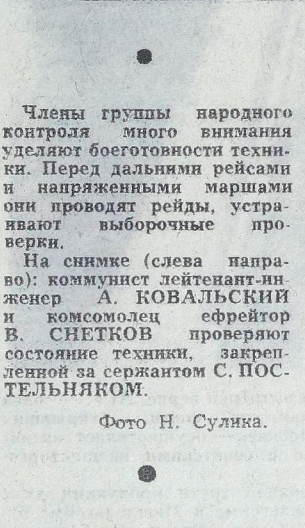 Члены группы народного
контроля много внимания
уделяют боеготовности техни-
ки. Перед дальними рейсами
и напряженными маршами
они проводят рейды, устра-
ивают выборочные про-
верки.
На снимке (слева напра-
во): коммунист лейтенант-ин-
женер А. КОВАЛЬСКИЙ
и комсомолец ефрейтор
В. СНЕТКОВ проверяют
состояние техники, закреп-
ленной за сержантом С. ПОС-
ТЕЛЬНЯКОМ.
Фото Н. Сулика.